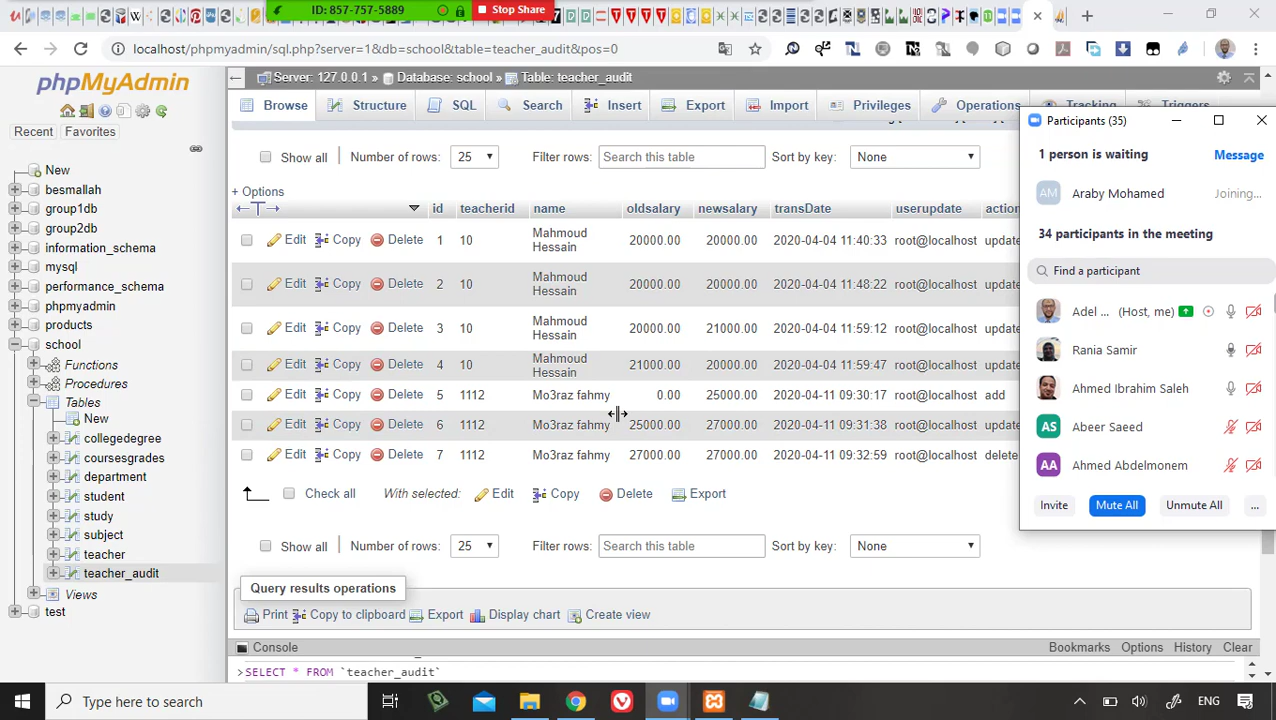 ID: 857-757-5889
Stop Share
localhost/phpmyadmin/sql.php?server=1&db=school&table=teacher_audit&pos=0
phpMyAdmin
Recent
Favorites
New
besmallah
group1db
group2db
information_schema
mysql
performance_schema
phpmyadmin
products
school
Functions
Procedures
Tables
New
collegedegree
coursesgrades
department
student
study
subject
teacher
teacher_audit
Views
test
Server: 127.0.0.1 » Database: school » Table: teacher_audit
Browse Structure SQL Search Insert Export Import Privileges Operations Tracking Triggers
Show all Number of rows: 25 Filter rows: Search this table Sort by key: None
+ Options
id teacherid name oldsalary newsalary transDate userupdate action
Edit Copy Delete 1 10 Mahmoud Hessain 20000.00 20000.00 2020-04-04 11:40:33 root@localhost update
Edit Copy Delete 2 10 Mahmoud Hessain 20000.00 20000.00 2020-04-04 11:48:22 root@localhost update
Edit Copy Delete 3 10 Mahmoud Hessain 20000.00 21000.00 2020-04-04 11:59:12 root@localhost update
Edit Copy Delete 4 10 Mahmoud Hessain 21000.00 20000.00 2020-04-04 11:59:47 root@localhost update
Edit Copy Delete 5 1112 Mo3raz fahmy 0.00 25000.00 2020-04-11 09:30:17 root@localhost add
Edit Copy Delete 6 1112 Mo3raz fahmy 25000.00 27000.00 2020-04-11 09:31:38 root@localhost update
Edit Copy Delete 7 1112 Mo3raz fahmy 27000.00 27000.00 2020-04-11 09:32:59 root@localhost delete
Check all With selected: Edit Copy Delete Export
Show all Number of rows: 25 Filter rows: Search this table Sort by key: None
Query results operations
Print Copy to clipboard Export Display chart Create view
Console Bookmarks Options History Clear
>SELECT * FROM `teacher_audit`
Participants (35)
1 person is waiting Message
AM Araby Mohamed Joining...
34 participants in the meeting
Find a participant
Adel ... (Host, me)
Rania Samir
Ahmed Ibrahim Saleh
AS Abeer Saeed
AA Ahmed Abdelmonem
Invite Mute All Unmute All ...
Type here to search
ENG